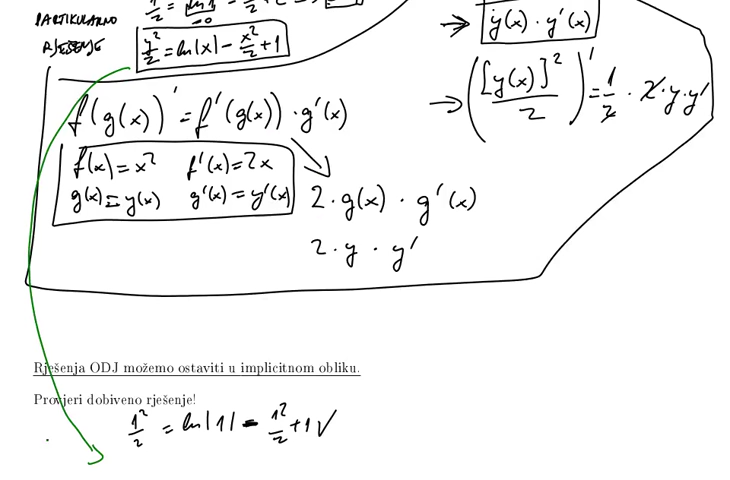 PARTIKULARNO
RJEŠENJE
y²/2 = ln|x| - x²/2 + 1
→ y(x) · y'(x)
→ ([y(x)]²/2)' = 1/2 · 2·y·y'
f(g(x))' = f'(g(x)) · g'(x)
f(x) = x² f'(x) = 2x
g(x) = y(x) g'(x) = y'(x)
2 · g(x) · g'(x)
2 · y · y'
Rješenja ODJ možemo ostaviti u implicitnom obliku.
Provjeri dobiveno rješenje!
1²/2 = ln|1| - 1²/2 + 1 ✓